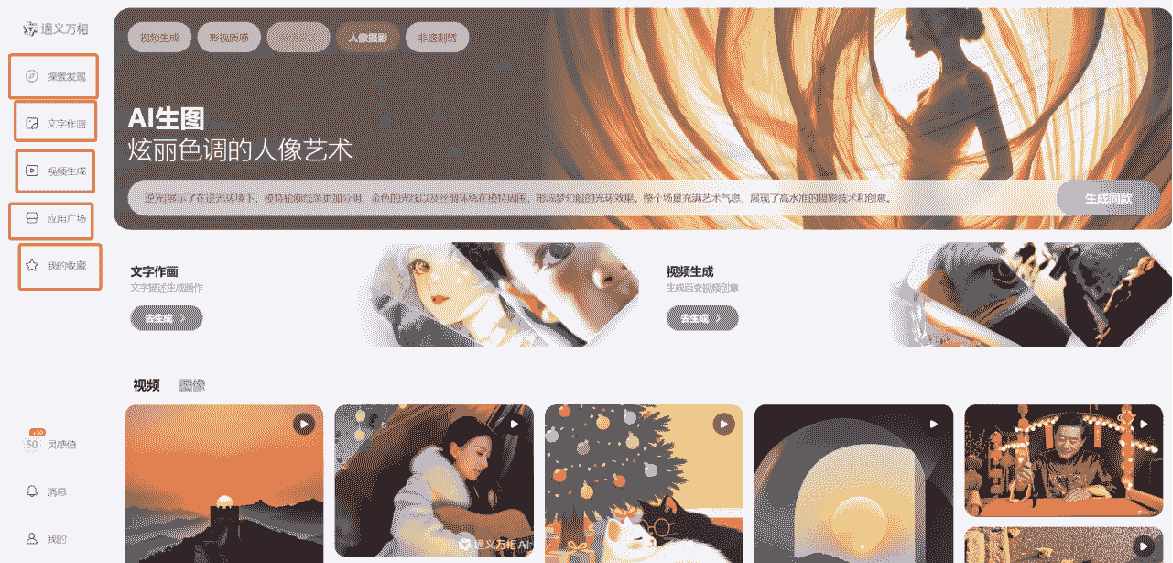 通义万相
探索发现
文字作画
视频生成
应用广场
我的收藏
+50
50 灵感值
消息
我的
视频生成
影视质感
人像摄影
非遗刺绣
AI生图
炫丽色调的人像艺术
生成同款
文字作画
文字描述生成画作
去生成 >
视频生成
生成百变视频创意
去生成 >
视频 图像
通义万相 AI